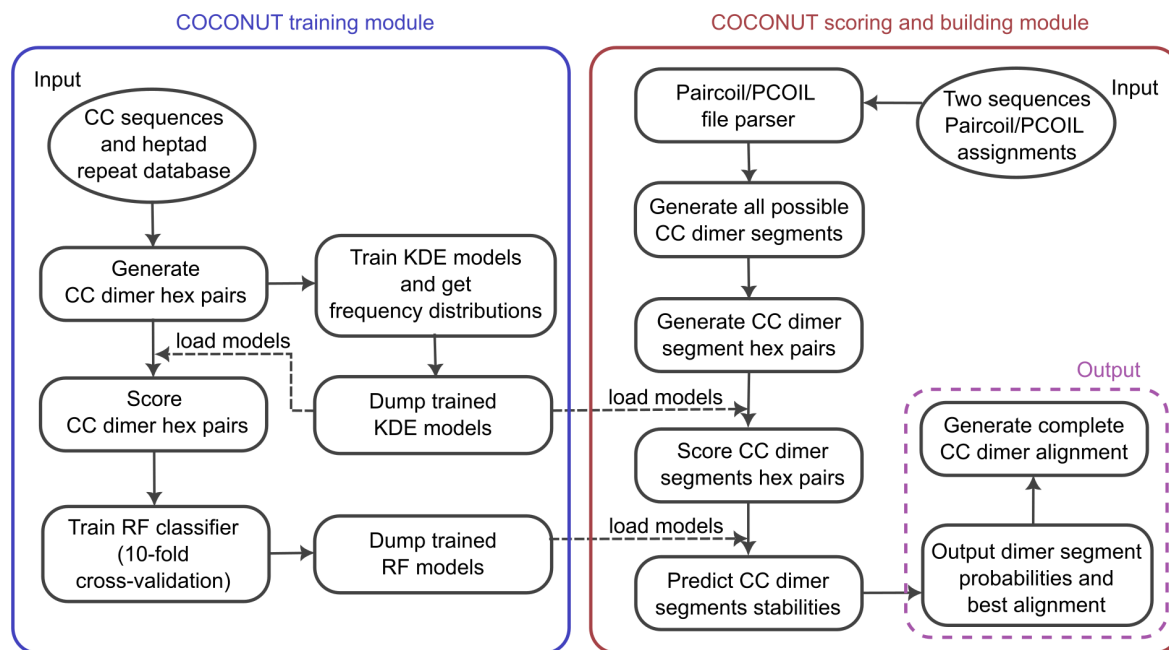 COCONUT training module
Input
CC sequences
and heptad
repeat database
Generate
CC dimer hex pairs
Train KDE models
and get
frequency distributions
load models
Score
CC dimer hex pairs
Dump trained
KDE models
Train RF classifier
(10-fold
cross-validation)
Dump trained
RF models
COCONUT scoring and building module
Input
Two sequences
Paircoil/PCOIL
assignments
Paircoil/PCOIL
file parser
Generate all possible
CC dimer segments
Generate CC dimer
segment hex pairs
load models
Score CC dimer
segments hex pairs
load models
Predict CC dimer
segments stabilities
Output
Generate complete
CC dimer alignment
Output dimer segment
probabilities and
best alignment